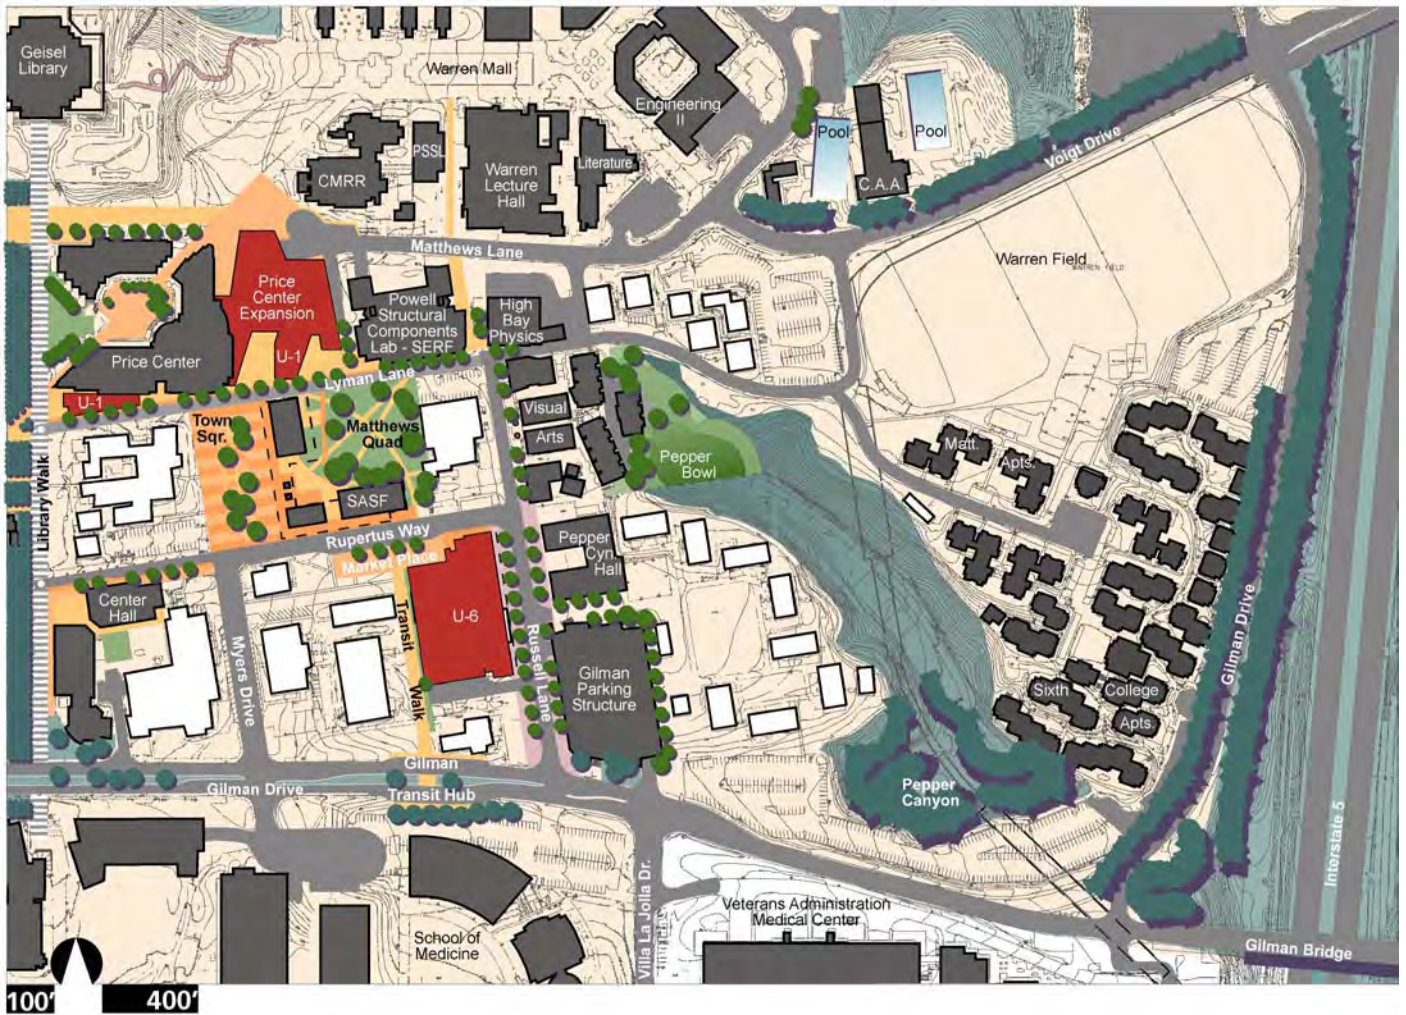 Geisel
Library
Warren Mall
Engineering
II
Pool
Pool
Voigt Drive
PSSL
CMRR
Warren
Lecture
Hall
Literature
C.A.A.
Matthews Lane
Warren Field
WARREN FIELD
Price
Center
Expansion
Powell
Structural
Components
Lab - SERF
High
Bay
Physics
Price Center
U-1
Lyman Lane
U-1
Town
Sqr.
Matthews
Quad
Visual
Arts
Pepper
Bowl
Matt.
Apts.
Library Walk
SASF
Rupertus Way
Market Place
Pepper
Cyn.
Hall
Center
Hall
Transit
Walk
U-6
Myers Drive
Russell Lane
Gilman
Parking
Structure
Gilman Drive
Sixth
College
Apts.
Gilman
Transit Hub
Gilman Drive
Pepper
Canyon
Interstate 5
Villa La Jolla Dr.
Veterans Administration
Medical Center
School of
Medicine
Gilman Bridge
100'
400'